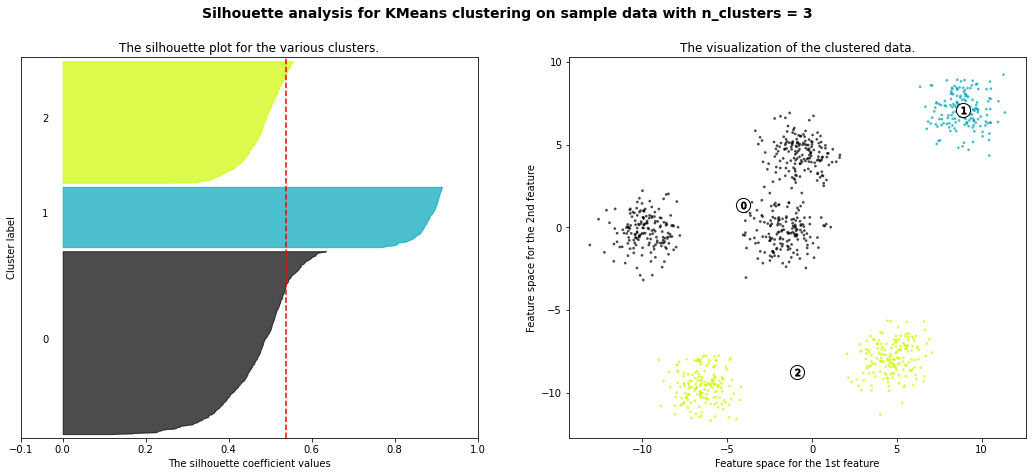 Silhouette analysis for KMeans clustering on sample data with n_clusters = 3
The silhouette plot for the various clusters.
2
1
0
Cluster label
−0.1 0.0 0.2 0.4 0.6 0.8 1.0
The silhouette coefficient values
The visualization of the clustered data.
10
5
0
−5
−10
Feature space for the 2nd feature
1
0
2
−10 −5 0 5 10
Feature space for the 1st feature